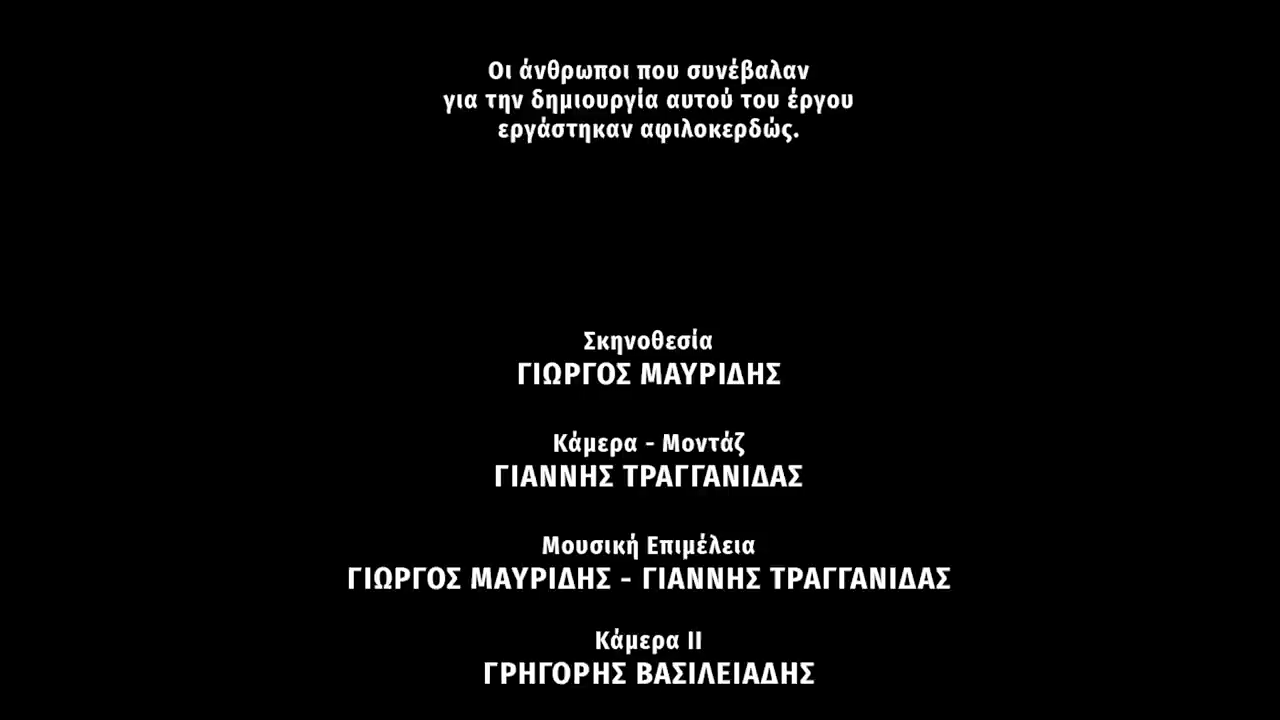 Οι άνθρωποι που συνέβαλαν
για την δημιουργία αυτού του έργου
εργάστηκαν αφιλοκερδώς.
Σκηνοθεσία
ΓΙΩΡΓΟΣ ΜΑΥΡΙΔΗΣ
Κάμερα - Μοντάζ
ΓΙΑΝΝΗΣ ΤΡΑΓΓΑΝΙΔΑΣ
Μουσική Επιμέλεια
ΓΙΩΡΓΟΣ ΜΑΥΡΙΔΗΣ - ΓΙΑΝΝΗΣ ΤΡΑΓΓΑΝΙΔΑΣ
Κάμερα ΙΙ
ΓΡΗΓΟΡΗΣ ΒΑΣΙΛΕΙΑΔΗΣ